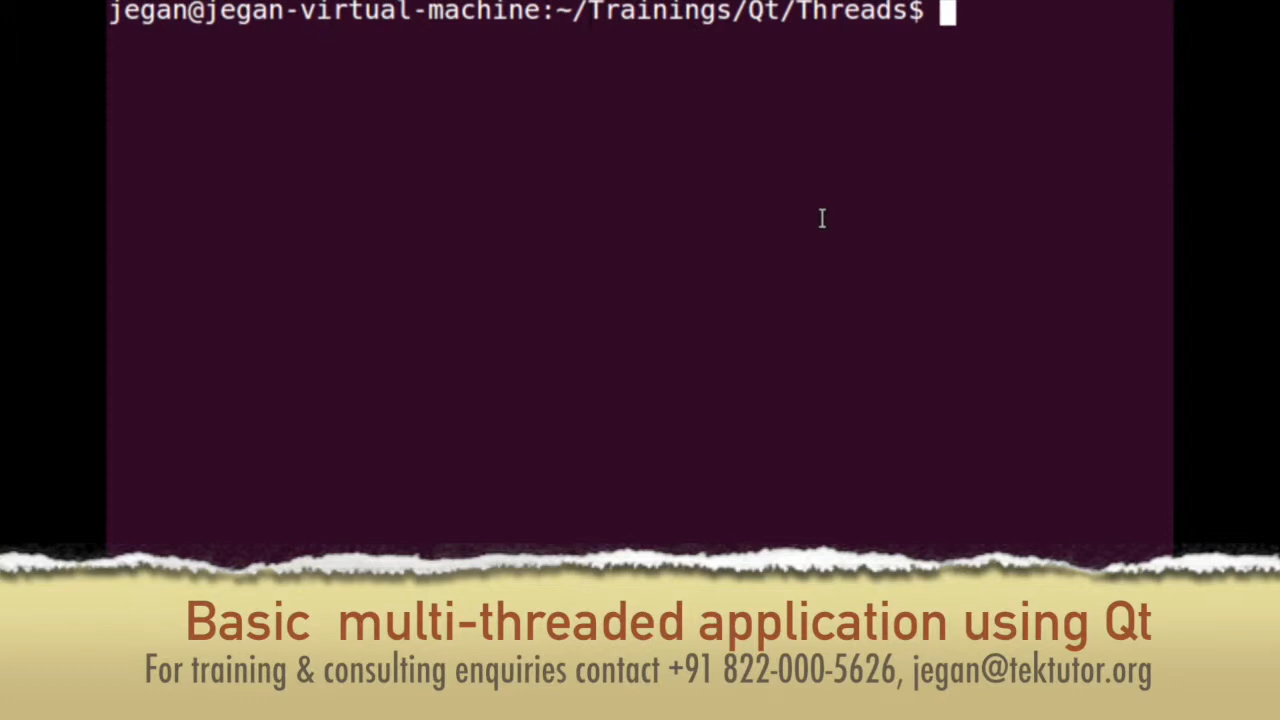 jegan@jegan-virtual-machine:~/Trainings/Qt/Threads$
Basic multi-threaded application using Qt
For training & consulting enquiries contact +91 822-000-5626, jegan@tektutor.org